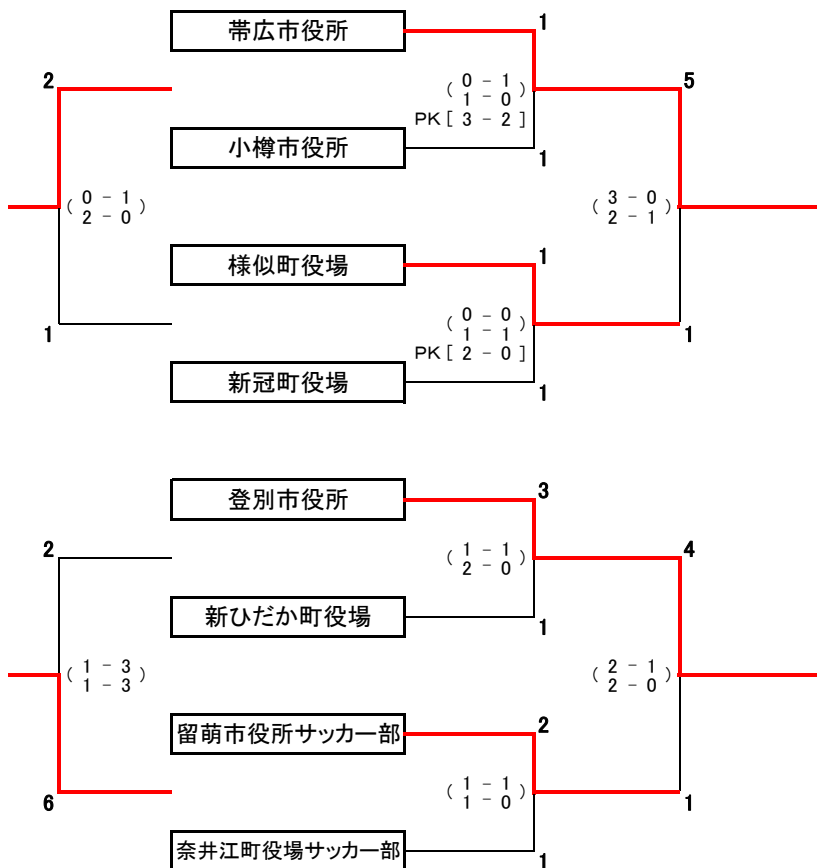 帯広市役所 1
2 5
( 0 - 1 )
1 - 0
PK [ 3 - 2 ]
小樽市役所 1
( 0 - 1 )
2 - 0
( 3 - 0 )
2 - 1
様似町役場 1
1 1
( 0 - 0 )
1 - 1
PK [ 2 - 0 ]
新冠町役場 1
登別市役所 3
2 4
( 1 - 1 )
2 - 0
新ひだか町役場 1
( 1 - 3 )
1 - 3
( 2 - 1 )
2 - 0
留萌市役所サッカー部 2
6 1
( 1 - 1 )
1 - 0
奈井江町役場サッカー部 1